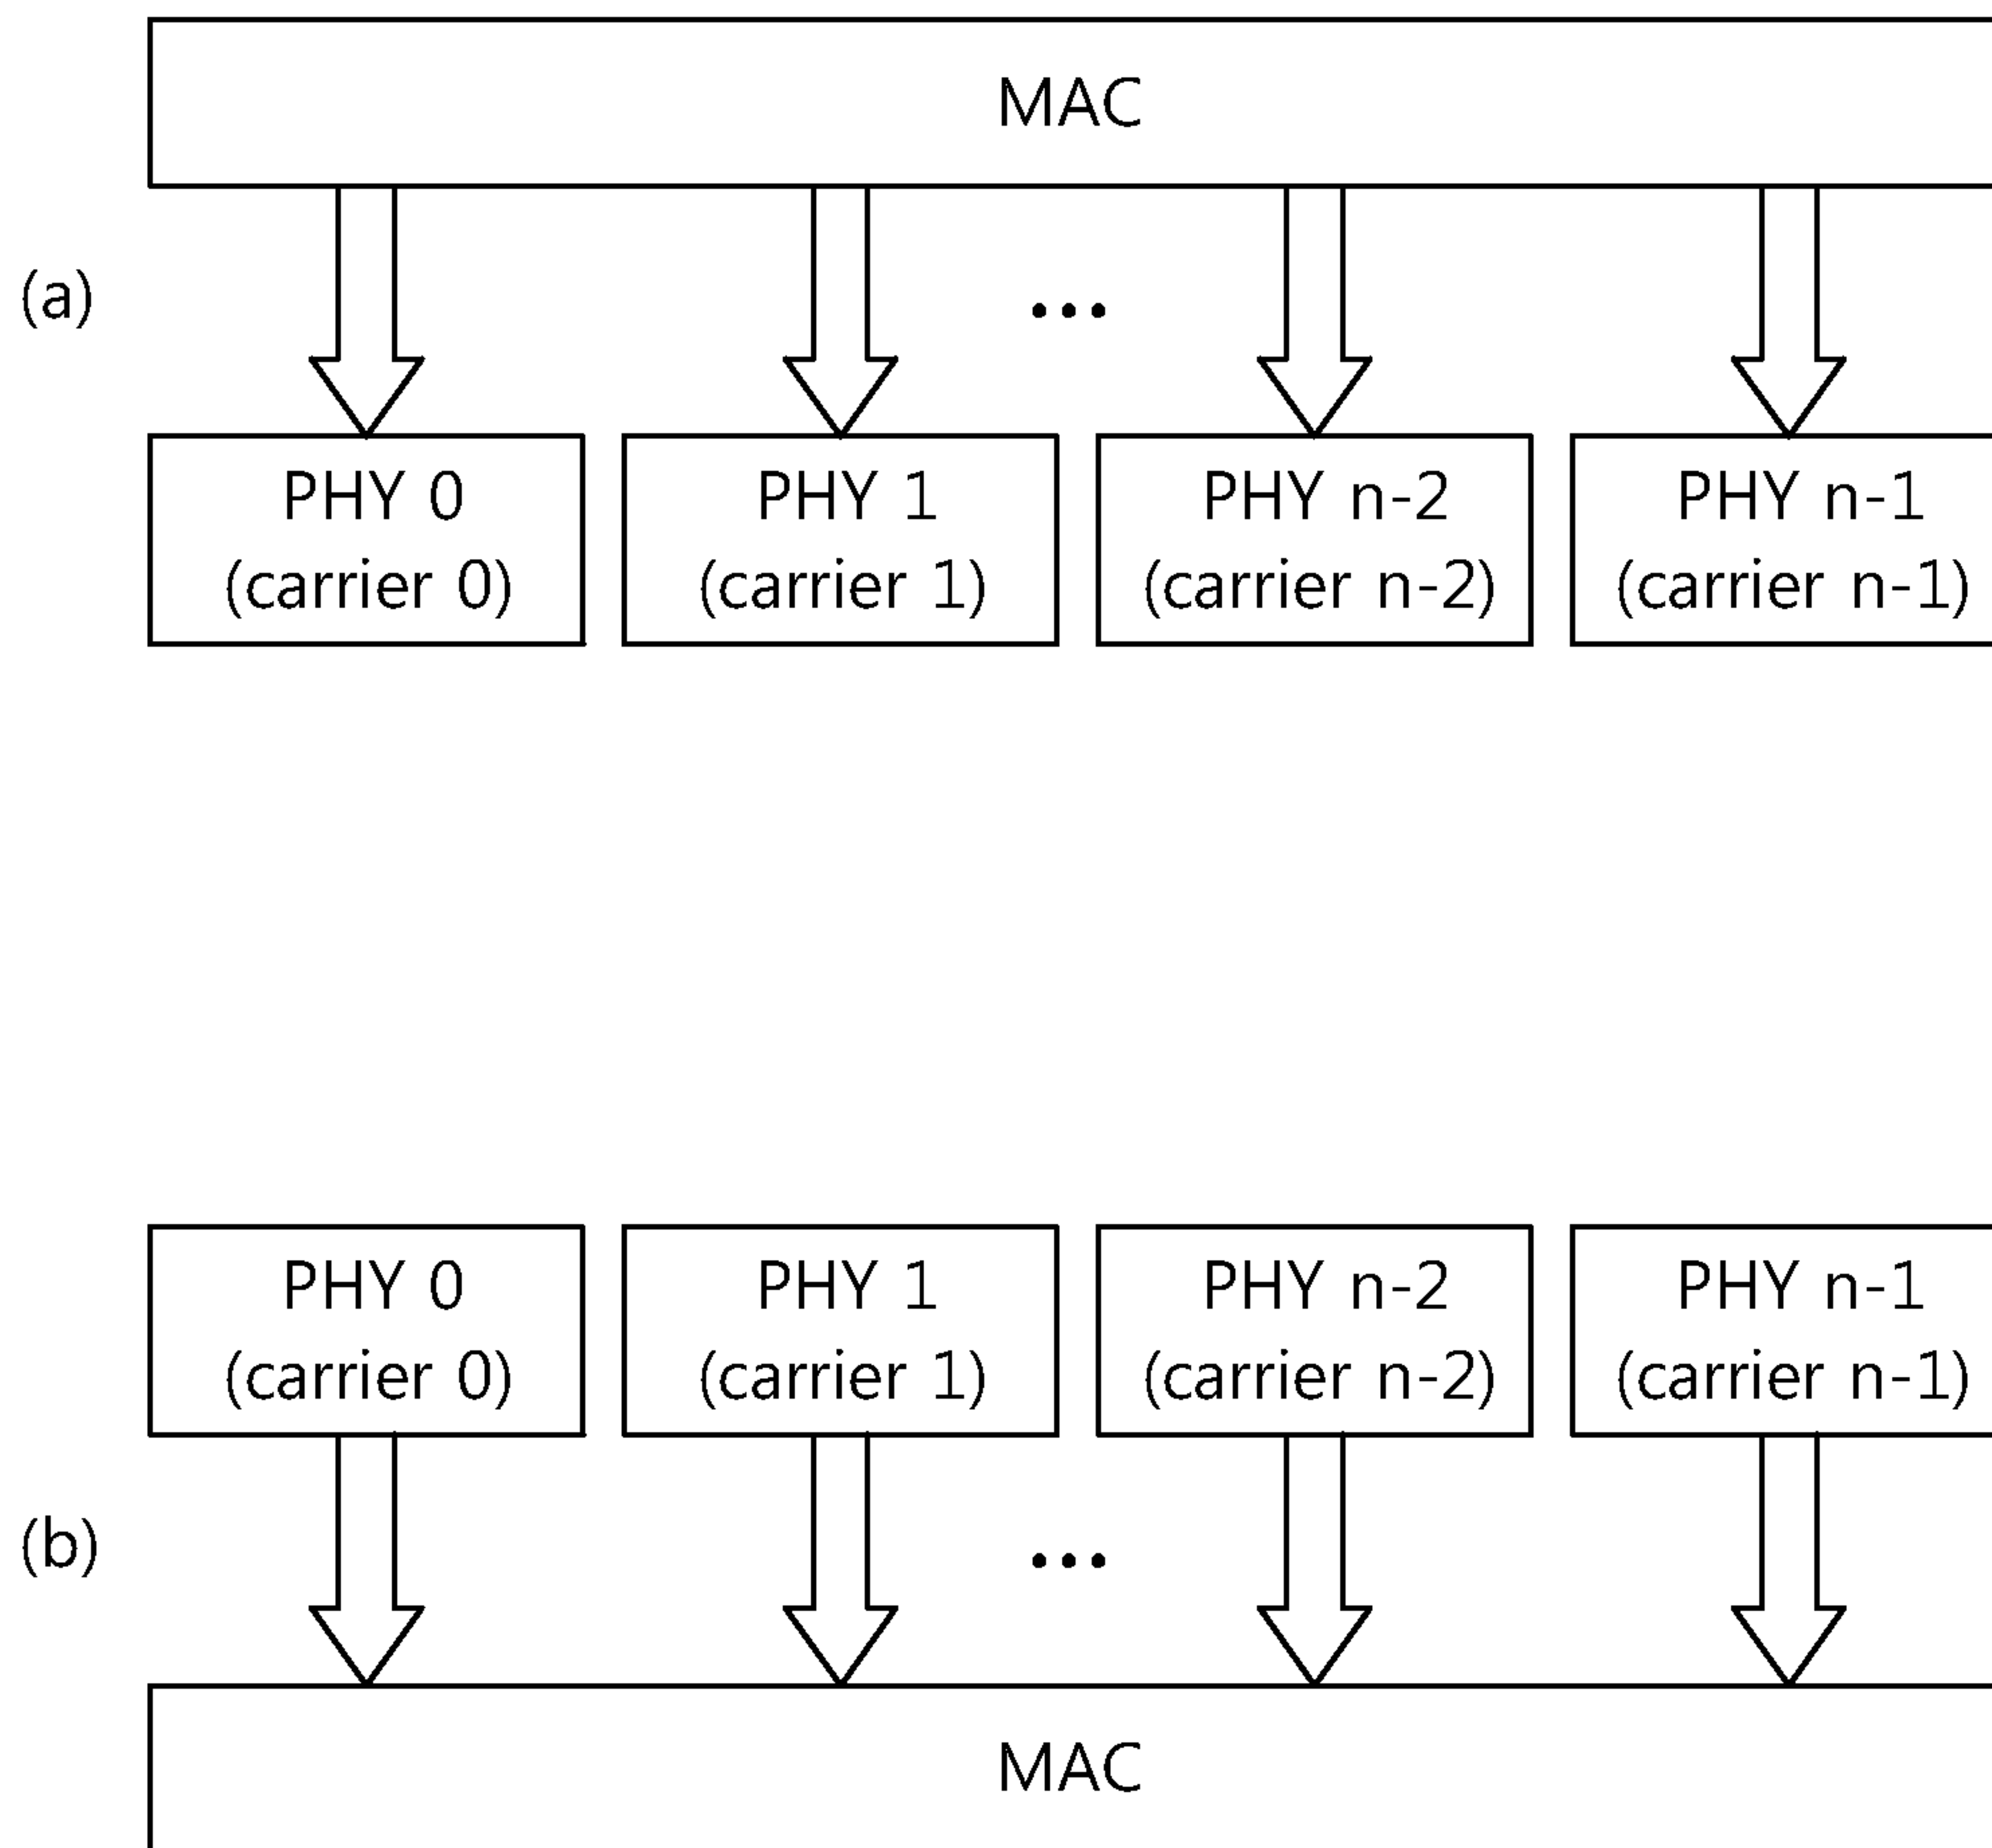 MAC
(a)
...
PHY 0
(carrier 0)
PHY 1
(carrier 1)
PHY n-2
(carrier n-2)
PHY n-1
(carrier n-1)
PHY 0
(carrier 0)
PHY 1
(carrier 1)
PHY n-2
(carrier n-2)
PHY n-1
(carrier n-1)
(b)
...
MAC